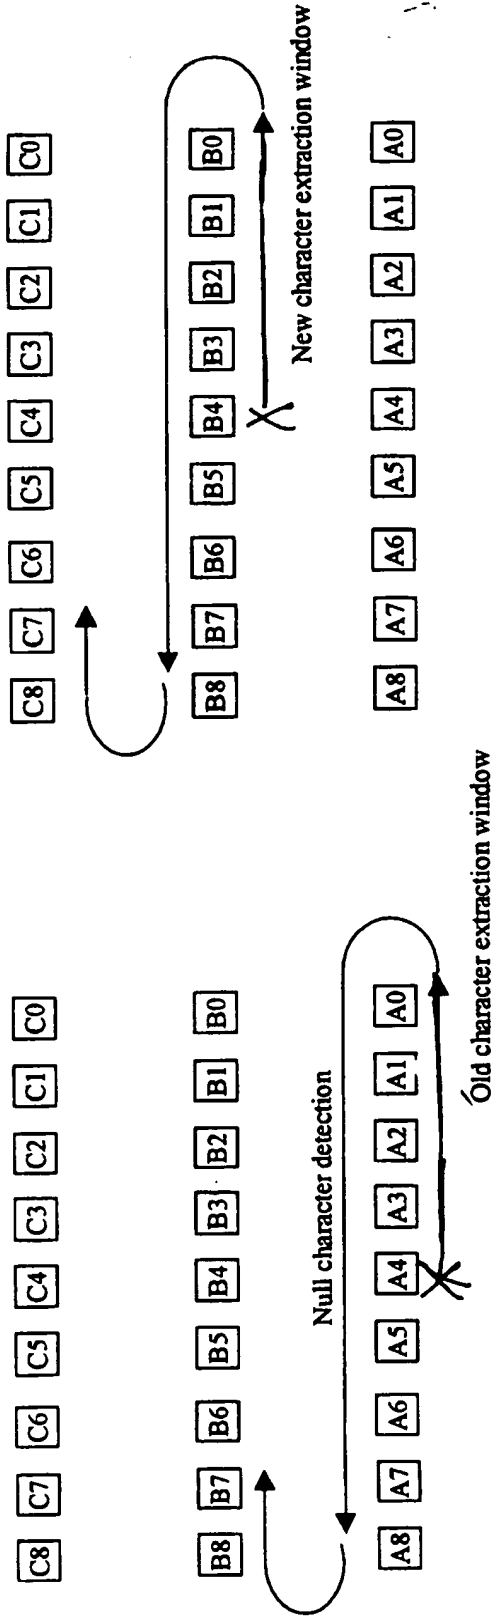 C8 C7 C6 C5 C4 C3 C2 C1 C0
B8 B7 B6 B5 B4 B3 B2 B1 B0
Null character detection
A8 A7 A6 A5 A4 A3 A2 A1 A0
Old character extraction window
C8 C7 C6 C5 C4 C3 C2 C1 C0
B8 B7 B6 B5 B4 B3 B2 B1 B0
New character extraction window
A8 A7 A6 A5 A4 A3 A2 A1 A0